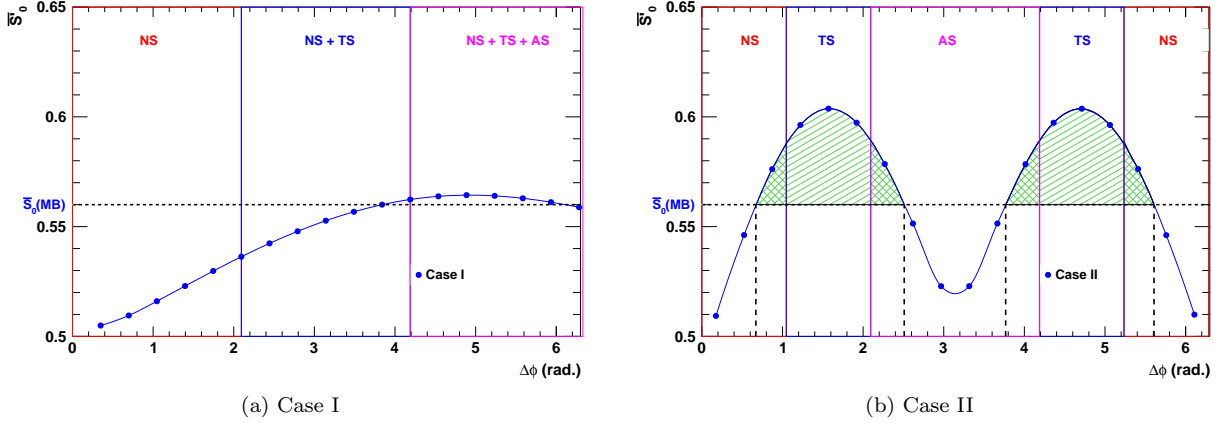 S̅₀
0.65
0.6
S̅₀(MB)
0.55
0.5
NS
NS + TS
NS + TS + AS
Case I
0 1 2 3 4 5 6
Δϕ (rad.)
(a) Case I
S̅₀
0.65
0.6
S̅₀(MB)
0.55
0.5
NS
TS
AS
TS
NS
Case II
0 1 2 3 4 5 6
Δϕ (rad.)
(b) Case II